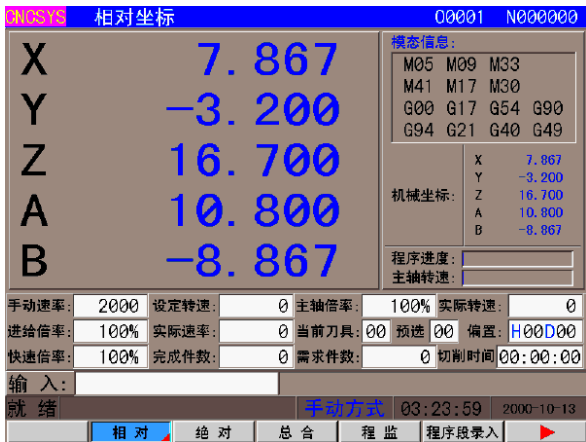 CNCSYS 相对坐标 O0001 N000000
X 7.867
Y -3.200
Z 16.700
A 10.800
B -8.867
模态信息:
M05 M09 M33
M41 M17 M30
G00 G17 G54 G90
G94 G21 G40 G49
机械坐标:
X 7.867
Y -3.200
Z 16.700
A 10.800
B -8.867
程序进度:
主轴转速:
手动速率: 2000 设定转速: 0 主轴倍率: 100% 实际转速: 0
进给倍率: 100% 实际速率: 0 当前刀具: 00 预选 00 偏置: H00D00
快速倍率: 100% 完成件数: 0 需求件数: 0 切削时间 00:00:00
输 入:
就 绪 手动方式 03:23:59 2000-10-13
相 对 绝 对 总 合 程 监 程序段录入